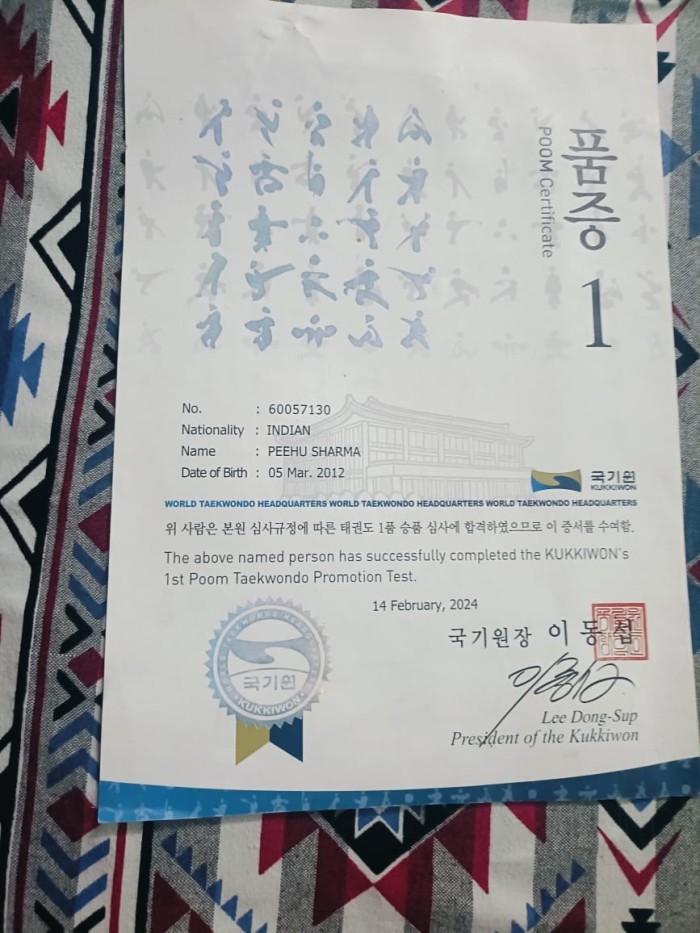 품증
POOM Certificate
1
No. : 60057130
Nationality : INDIAN
Name : PEEHU SHARMA
Date of Birth : 05 Mar. 2012
국기원
KUKKIWON
WORLD TAEKWONDO HEADQUARTERS WORLD TAEKWONDO HEADQUARTERS WORLD TAEKWONDO HEADQUARTERS
위 사람은 본원 심사규정에 따른 태권도 1품 승품 심사에 합격하였으므로 이 증서를 수여함.
The above named person has successfully completed the KUKKIWON's
1st Poom Taekwondo Promotion Test.
14 February, 2024
국기원장 이동섭
Lee Dong-Sup
President of the Kukkiwon
WORLD TAEKWONDO HEADQUARTERS
국기원
KUKKIWON